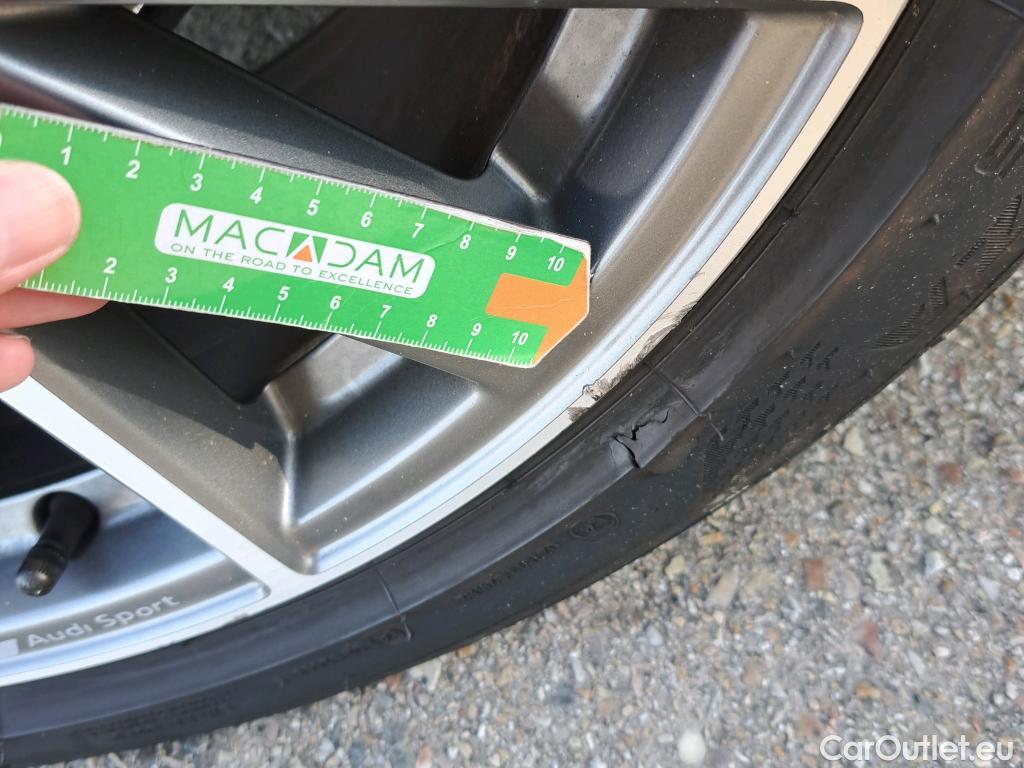 1 2 3 4 5 6 7 8 9 10
MACADAM
ON THE ROAD TO EXCELLENCE
2 3 4 5 6 7 8 9 10
Audi Sport
CarOutlet.eu